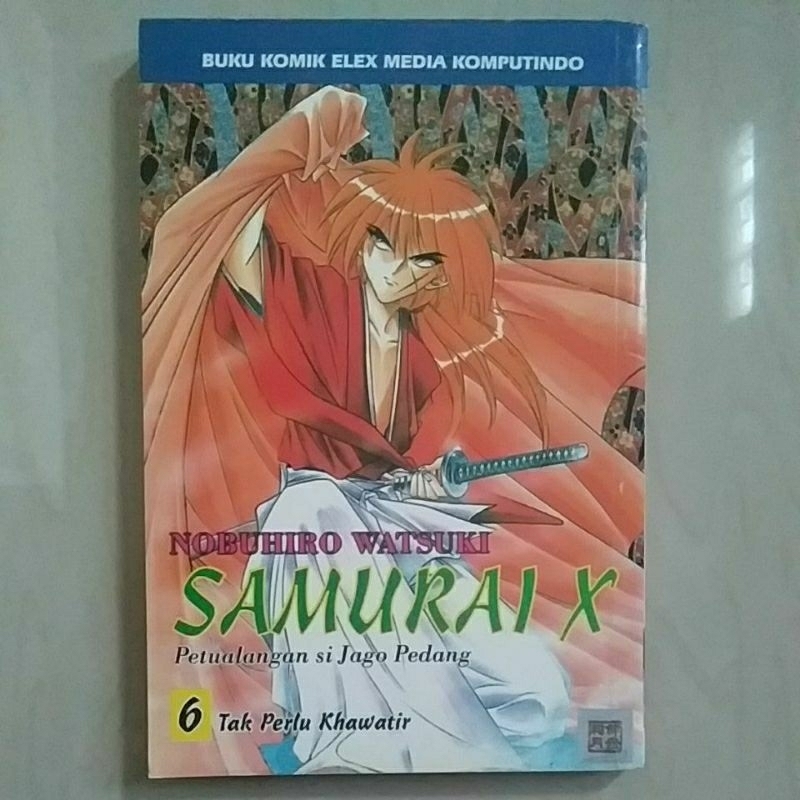 BUKU KOMIK ELEX MEDIA KOMPUTINDO
NOBUHIRO WATSUKI
SAMURAI X
Petualangan si Jago Pedang
6 Tak Perlu Khawatir